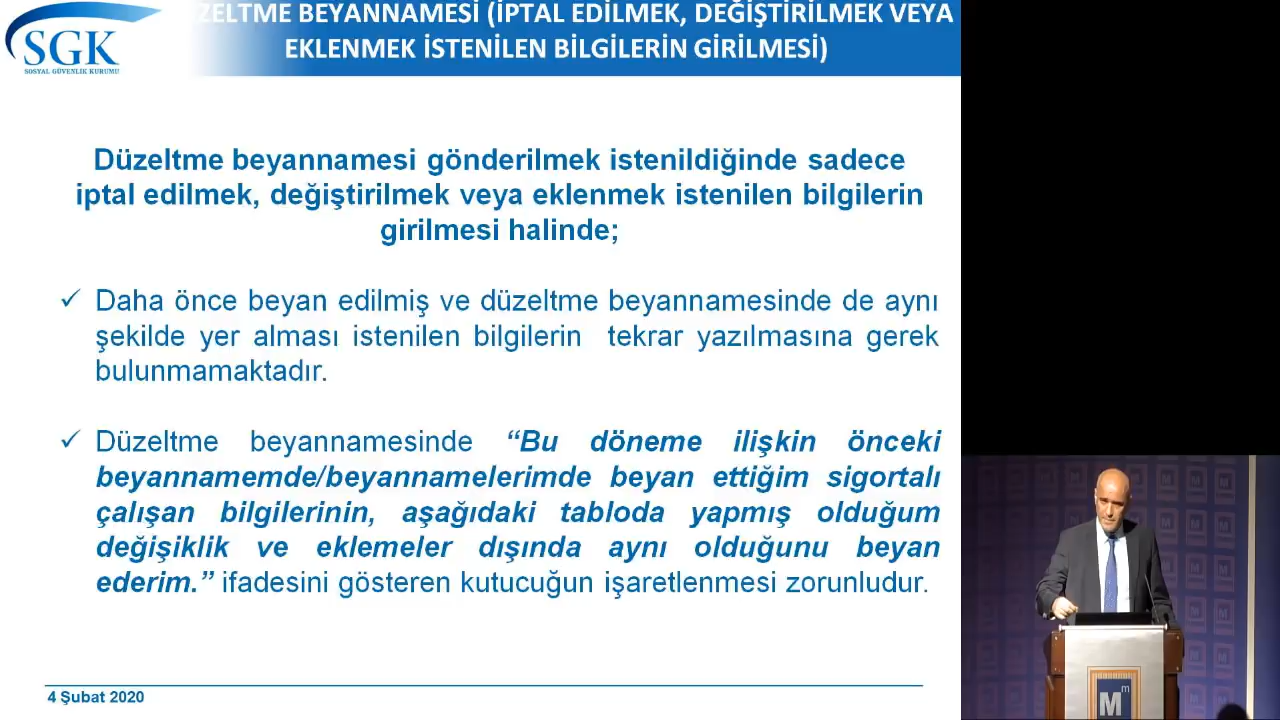 SGK
SOSYAL GÜVENLİK KURUMU
ZELTME BEYANNAMESİ (İPTAL EDİLMEK, DEĞİŞTİRİLMEK VEYA
EKLENMEK İSTENİLEN BİLGİLERİN GİRİLMESİ)
Düzeltme beyannamesi gönderilmek istenildiğinde sadece
iptal edilmek, değiştirilmek veya eklenmek istenilen bilgilerin
girilmesi halinde;
✓ Daha önce beyan edilmiş ve düzeltme beyannamesinde de aynı
şekilde yer alması istenilen bilgilerin tekrar yazılmasına gerek
bulunmamaktadır.
✓ Düzeltme beyannamesinde “Bu döneme ilişkin önceki
beyannamemde/beyannamelerimde beyan ettiğim sigortalı
çalışan bilgilerinin, aşağıdaki tabloda yapmış olduğum
değişiklik ve eklemeler dışında aynı olduğunu beyan
ederim.” ifadesini gösteren kutucuğun işaretlenmesi zorunludur.
4 Şubat 2020
M m